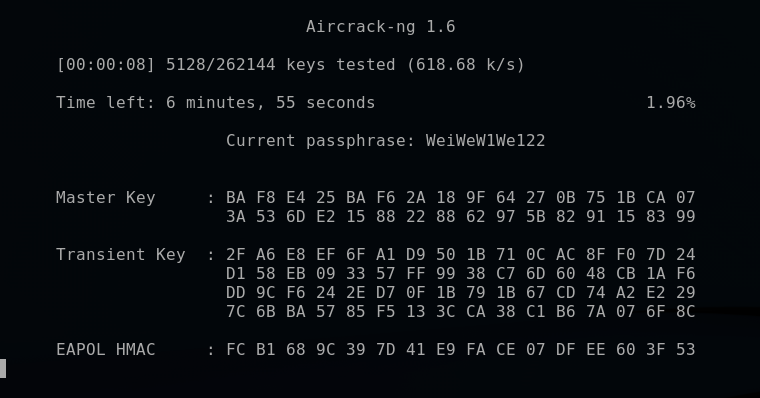 Aircrack-ng 1.6
[00:00:08] 5128/262144 keys tested (618.68 k/s)
Time left: 6 minutes, 55 seconds 1.96%
Current passphrase: WeiWeW1We122
Master Key : BA F8 E4 25 BA F6 2A 18 9F 64 27 0B 75 1B CA 07
3A 53 6D E2 15 88 22 88 62 97 5B 82 91 15 83 99
Transient Key : 2F A6 E8 EF 6F A1 D9 50 1B 71 0C AC 8F F0 7D 24
D1 58 EB 09 33 57 FF 99 38 C7 6D 60 48 CB 1A F6
DD 9C F6 24 2E D7 0F 1B 79 1B 67 CD 74 A2 E2 29
7C 6B BA 57 85 F5 13 3C CA 38 C1 B6 7A 07 6F 8C
EAPOL HMAC : FC B1 68 9C 39 7D 41 E9 FA CE 07 DF EE 60 3F 53